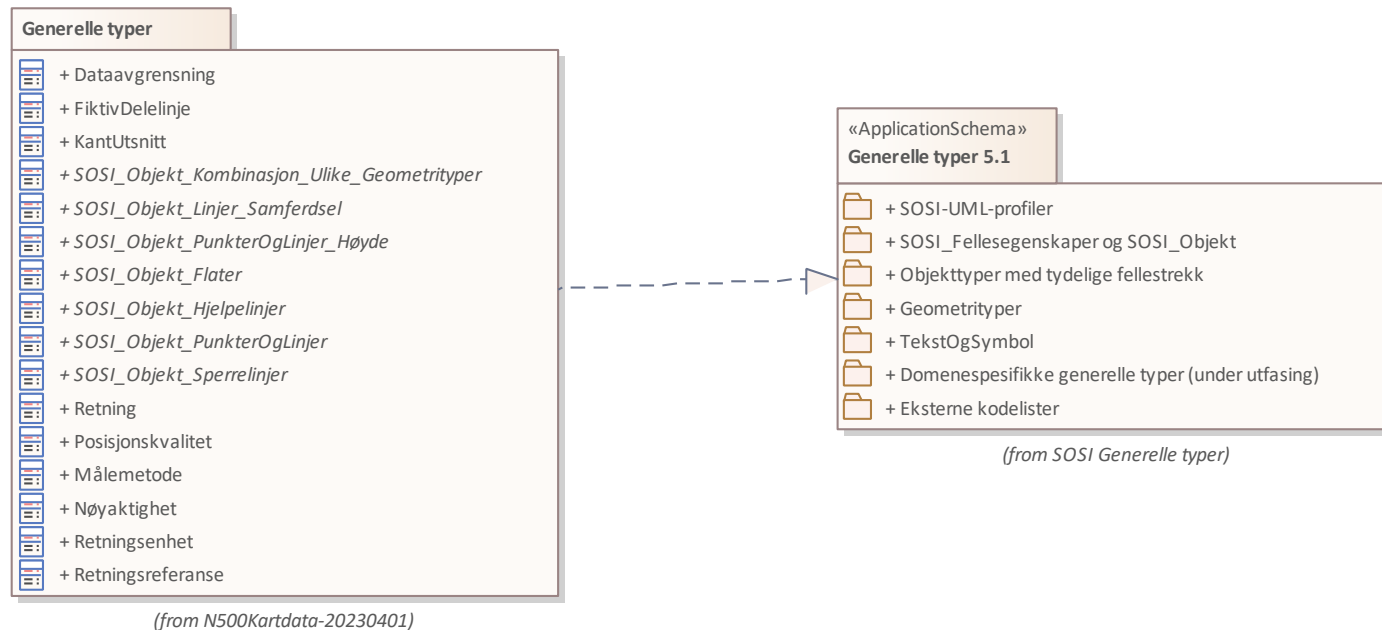 Generelle typer
+ Dataavgrensning
+ FiktivDelelinje
+ KantUtsnitt
+ SOSI_Objekt_Kombinasjon_Ulike_Geometrityper
+ SOSI_Objekt_Linjer_Samferdsel
+ SOSI_Objekt_PunkterOgLinjer_Høyde
+ SOSI_Objekt_Flater
+ SOSI_Objekt_Hjelpelinjer
+ SOSI_Objekt_PunkterOgLinjer
+ SOSI_Objekt_Sperrelinjer
+ Retning
+ Posisjonskvalitet
+ Målemetode
+ Nøyaktighet
+ Retningsenhet
+ Retningsreferanse
(from N500Kartdata-20230401)
«ApplicationSchema»
Generelle typer 5.1
+ SOSI-UML-profiler
+ SOSI_Fellesegenskaper og SOSI_Objekt
+ Objekttyper med tydelige fellestrekk
+ Geometrityper
+ TekstOgSymbol
+ Domenespesifikke generelle typer (under utfasing)
+ Eksterne kodelister
(from SOSI Generelle typer)